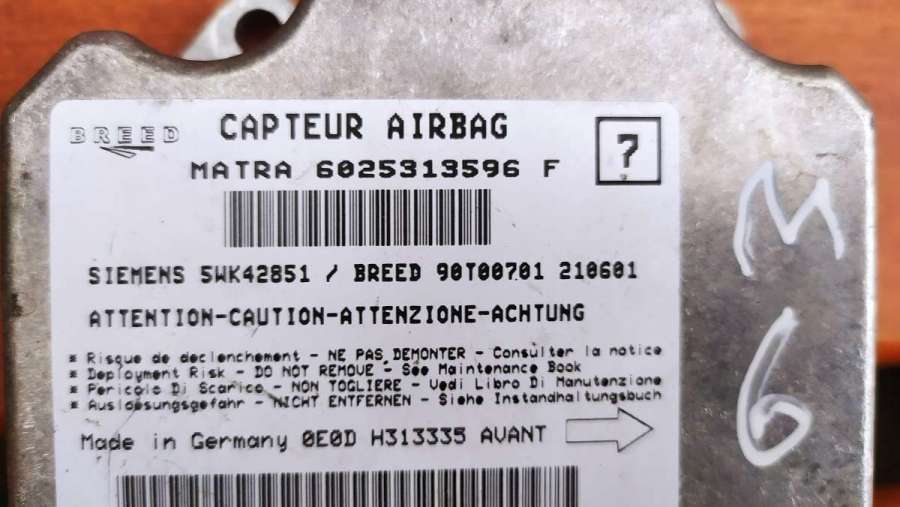 BREED
CAPTEUR AIRBAG
?
MATRA 6025313596 F
SIEMENS 5WK42851 / BREED 90T00701 210601
ATTENTION-CAUTION-ATTENZIONE-ACHTUNG
* Risque de declenchement - NE PAS DEMONTER - Consulter la notice
* Deployment Risk - DO NOT REMOVE - See Maintenance Book
* Pericolo Di Scarico - NON TOGLIERE - Vedi Libro Di Manutenzione
* Ausloesungsgefahr - NICHT ENTFERNEN - Siehe Instandhaltungsbuch
Made in Germany 0E0D H313335 AVANT
M
6